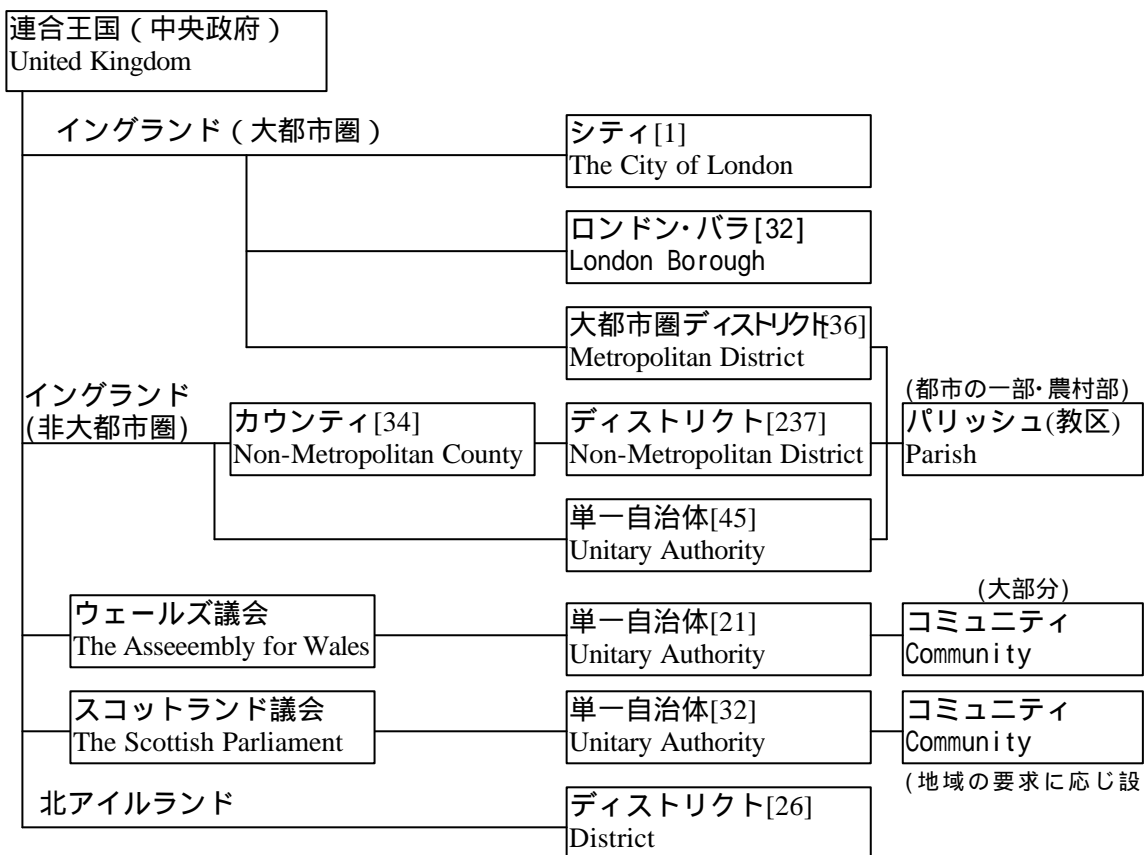 連合王国(中央政府)
United Kingdom
イングランド(大都市圏)
シティ[1]
The City of London
ロンドン・バラ[32]
London Borough
大都市圏ディストリクト[36]
Metropolitan District
イングランド
(非大都市圏)
カウンティ[34]
Non-Metropolitan County
ディストリクト[237]
Non-Metropolitan District
(都市の一部・農村部)
パリッシュ(教区)
Parish
単一自治体[45]
Unitary Authority
ウェールズ議会
The Asseeembly for Wales
単一自治体[21]
Unitary Authority
(大部分)
コミュニティ
Community
スコットランド議会
The Scottish Parliament
単一自治体[32]
Unitary Authority
コミュニティ
Community
(地域の要求に応じ設
北アイルランド
ディストリクト[26]
District